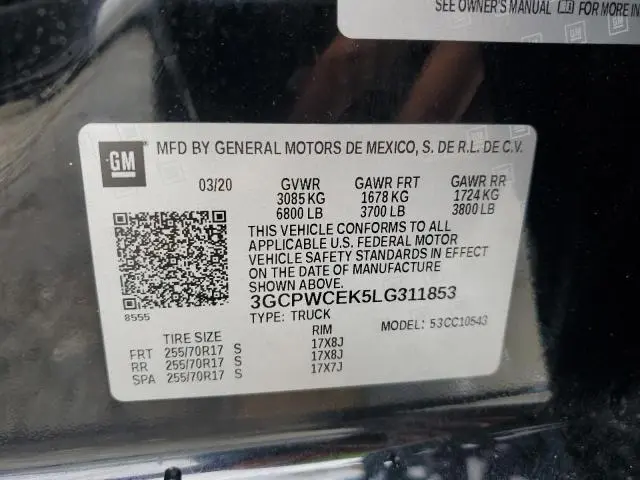 SEE OWNER'S MANUAL FOR MORE IN
GM MFD BY GENERAL MOTORS DE MEXICO, S. DE R.L. DE C.V.
03/20 GVWR GAWR FRT GAWR RR
3085 KG 1678 KG 1724 KG
6800 LB 3700 LB 3800 LB
THIS VEHICLE CONFORMS TO ALL
APPLICABLE U.S. FEDERAL MOTOR
VEHICLE SAFETY STANDARDS IN EFFECT
ON THE DATE OF MANUFACTURE
SHOWN ABOVE.
3GCPWCEK5LG311853
8555
TYPE: TRUCK MODEL: 53CC10543
TIRE SIZE RIM
FRT 255/70R17 S 17X8J
RR 255/70R17 S 17X8J
SPA 255/70R17 S 17X7J